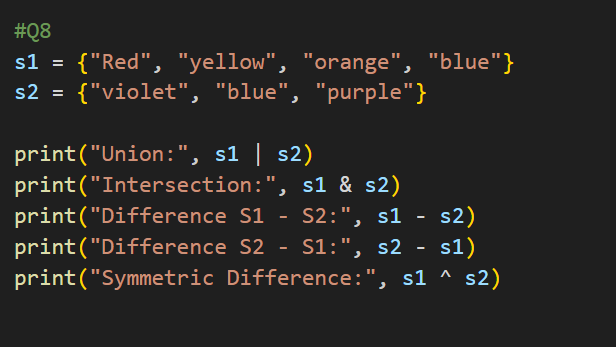 #Q8
s1 = {"Red", "yellow", "orange", "blue"}
s2 = {"violet", "blue", "purple"}
print("Union:", s1 | s2)
print("Intersection:", s1 & s2)
print("Difference S1 - S2:", s1 - s2)
print("Difference S2 - S1:", s2 - s1)
print("Symmetric Difference:", s1 ^ s2)